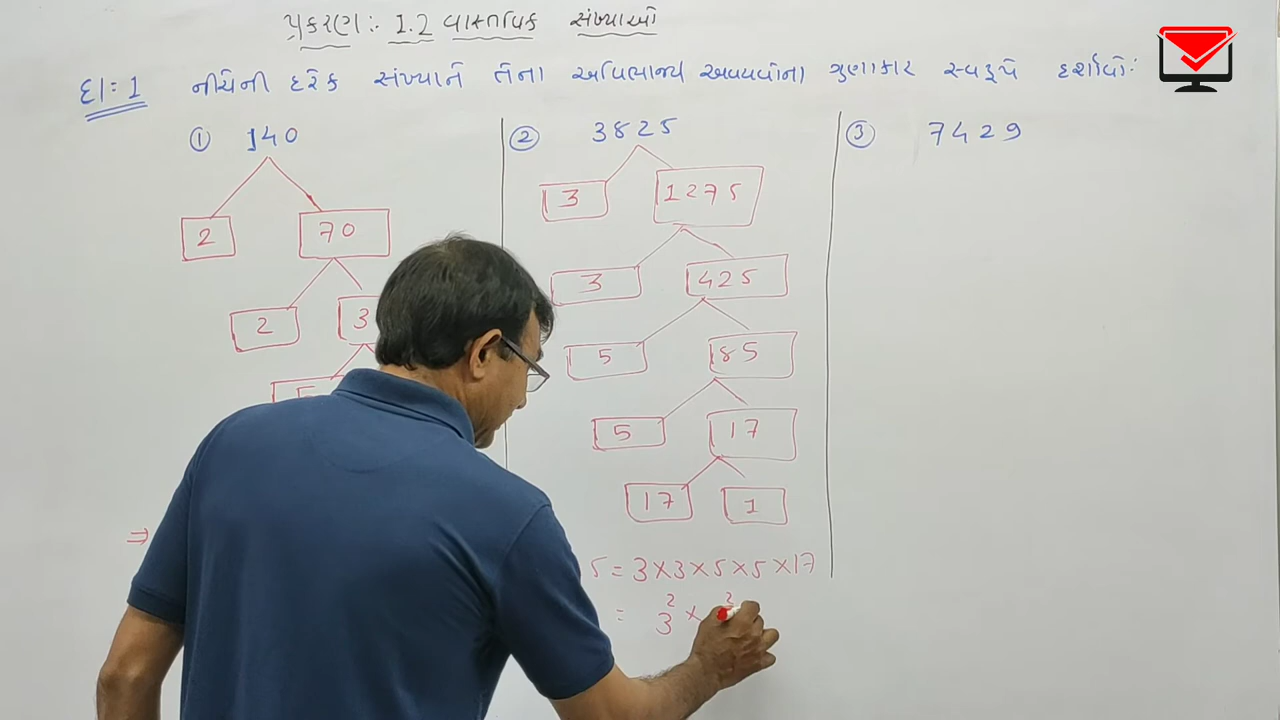 પ્રકરણ:- 1.2 વાસ્તવિક સંખ્યાઓ
દા: 1 નીચેની દરેક સંખ્યાને તેના અવિભાજ્ય અવયવોના ગુણાકાર સ્વરૂપે દર્શાવો:
① 140
2 70
2 3
⇒
② 3825
3 1275
3 425
5 85
5 17
17 1
5 = 3×3×5×5×17
= 3² ×
③ 7429